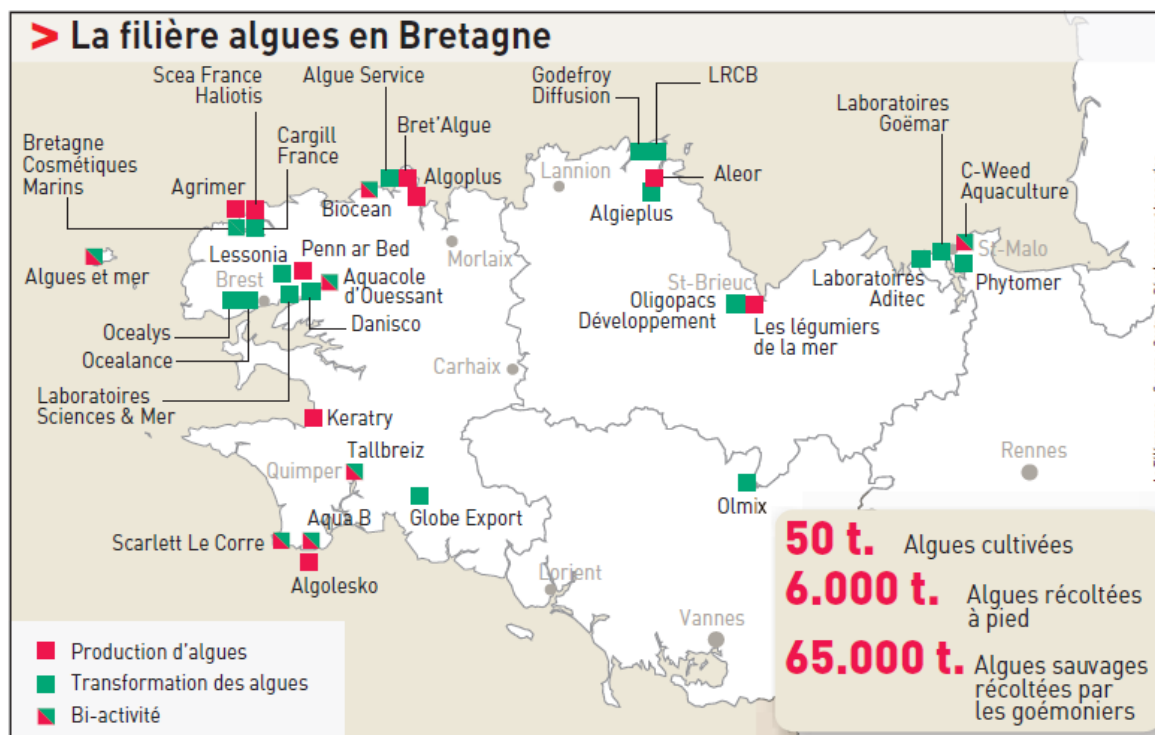 > La filière algues en Bretagne
Scea France
Haliotis
Algue Service
Godefroy
Diffusion
LRCB
Laboratoires
Goëmar
Bretagne
Cosmétiques
Marins
Cargill
France
Bret'Algue
C-Weed
Aquaculture
Agrimer
Algoplus
Lannion
Aleor
Biocean
Algieplus
Lessonia
Penn ar Bed
Morlaix
St-Malo
Algues et mer
Brest
Aquacole
d'Ouessant
St-Brieuc
Laboratoires
Aditec
Phytomer
Oligopacs
Développement
Ocealys
Danisco
Les légumiers
de la mer
Ocealance
Carhaix
Laboratoires
Sciences & Mer
Keratry
Tallbreiz
Quimper
Rennes
Olmix
Aqua B
Globe Export
Scarlett Le Corre
Algolesko
Lorient
Vannes
50 t. Algues cultivées
6.000 t. Algues récoltées
à pied
65.000 t. Algues sauvages
récoltées par
les goémoniers
Production d'algues
Transformation des algues
Bi-activité